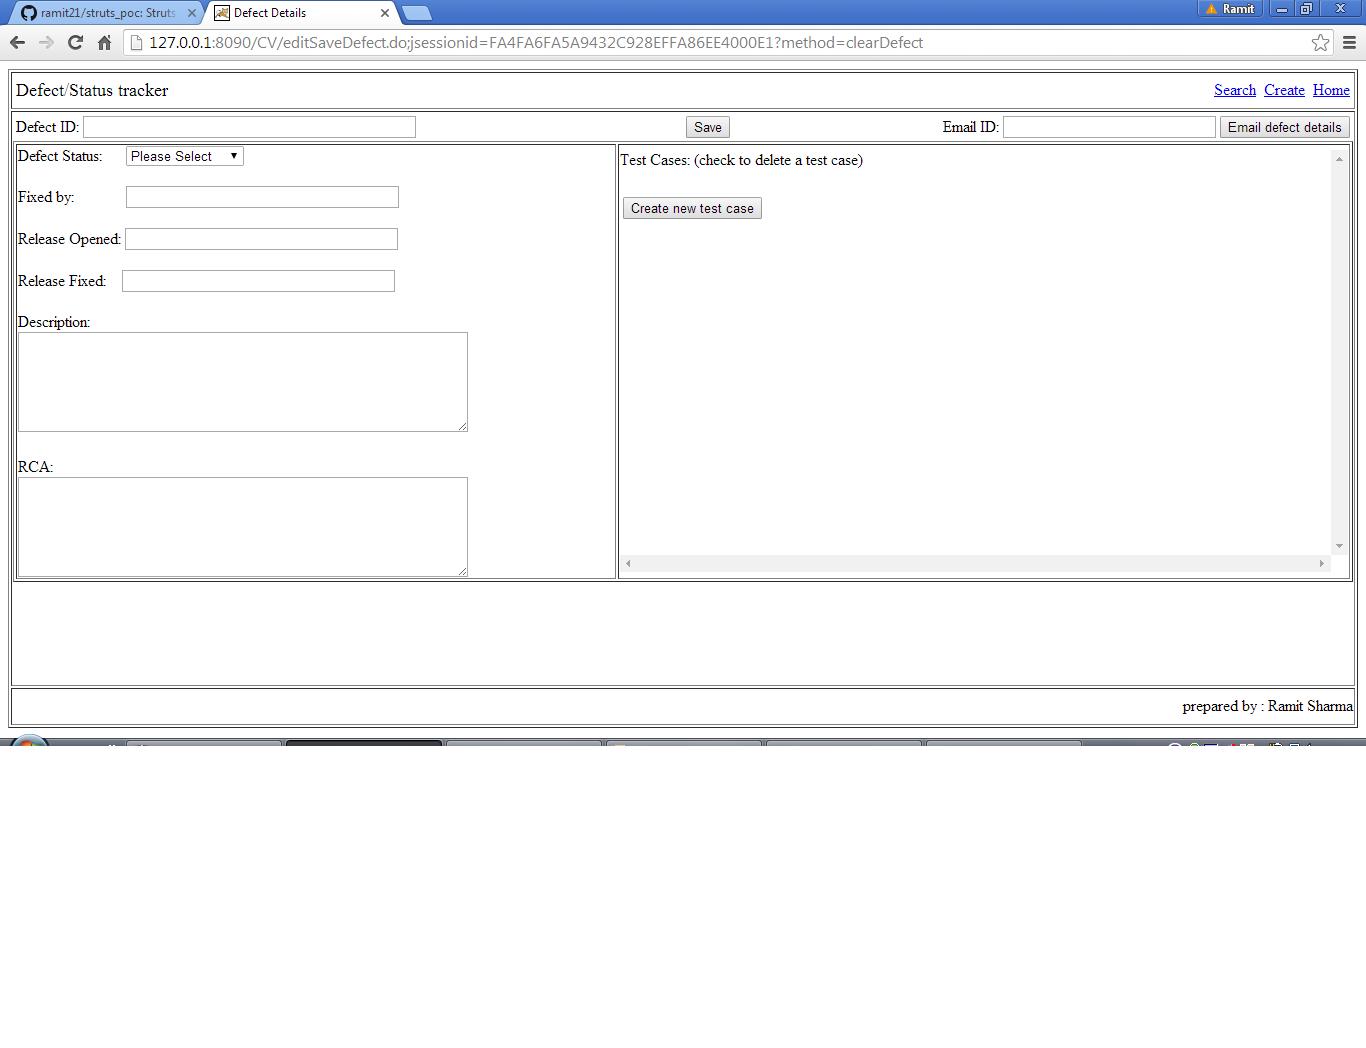 ramit21/struts_poc: Struts
Defect Details
Ramit
127.0.0.1:8090/CV/editSaveDefect.do;jsessionid=FA4FA6FA5A9432C928EFFA86EE4000E1?method=clearDefect
Defect/Status tracker
Search Create Home
Defect ID:
Save
Email ID:
Email defect details
Defect Status: Please Select
Fixed by:
Release Opened:
Release Fixed:
Description:
RCA:
Test Cases: (check to delete a test case)
Create new test case
prepared by : Ramit Sharma